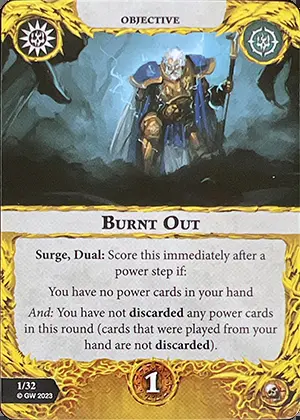 OBJECTIVE
BURNT OUT
Surge, Dual: Score this immediately after a
power step if:
You have no power cards in your hand
And: You have not discarded any power cards
in this round (cards that were played from your
hand are not discarded).
1/32
© GW 2023
1